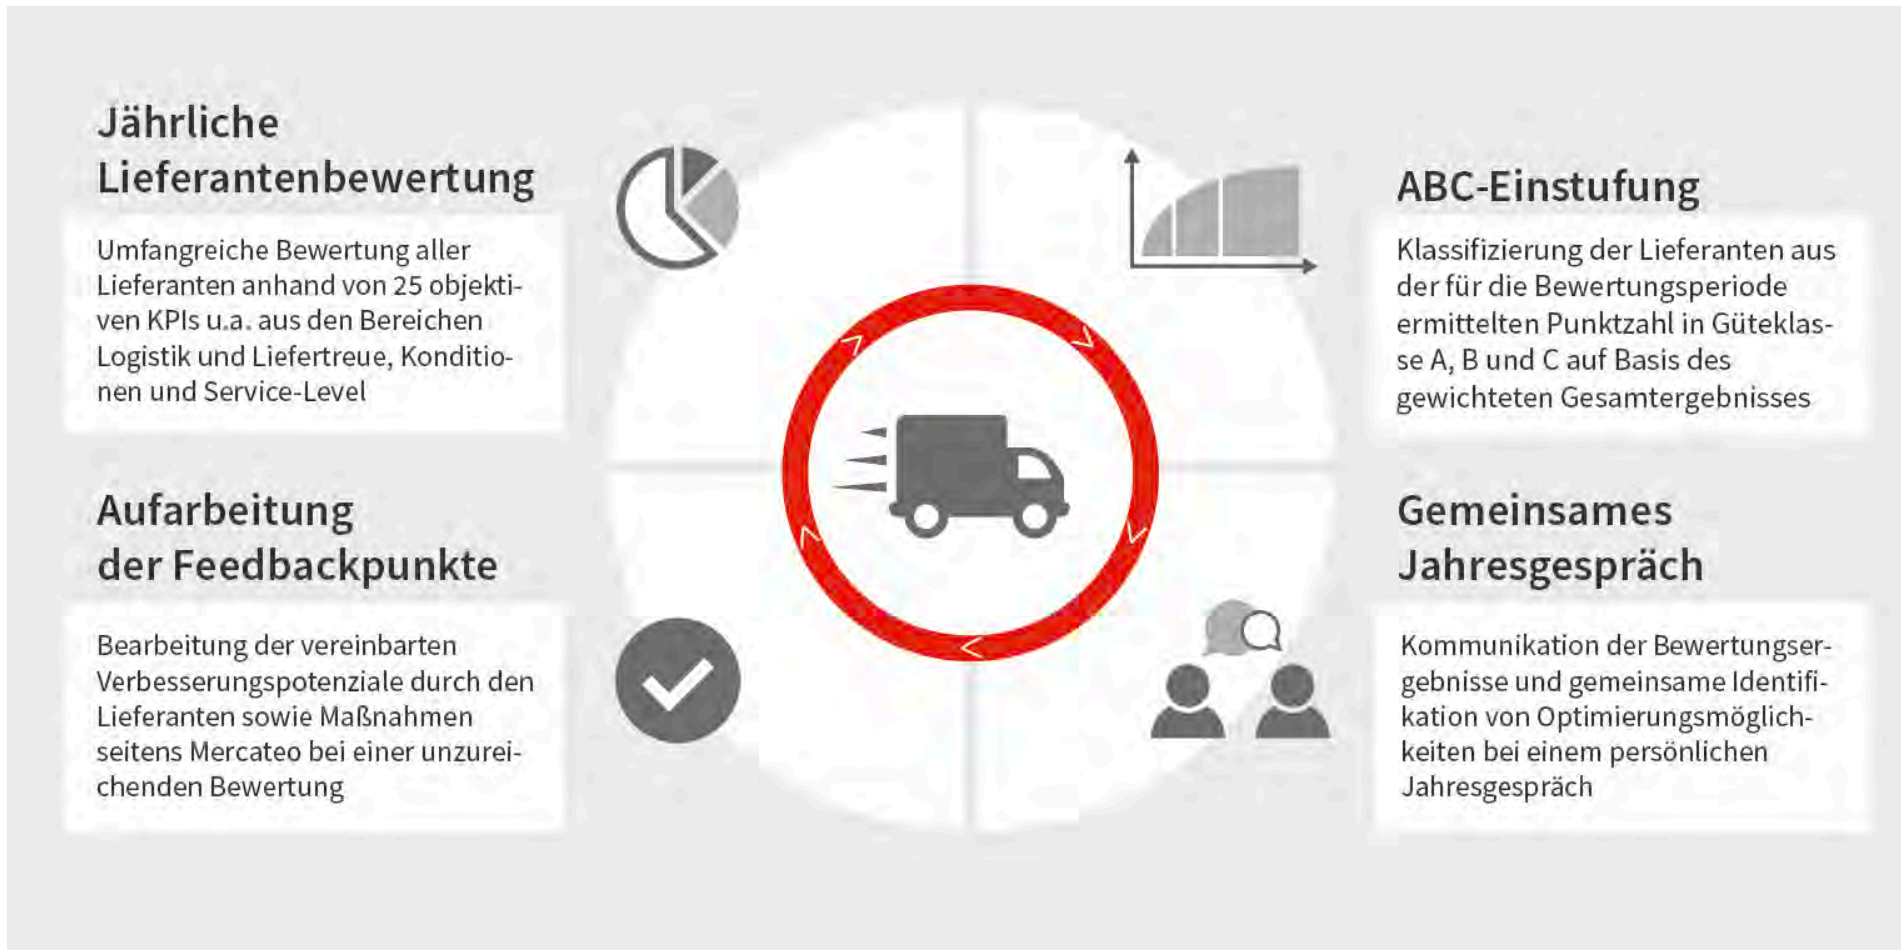 Jährliche
Lieferantenbewertung
Umfangreiche Bewertung aller
Lieferanten anhand von 25 objekti-
ven KPIs u.a. aus den Bereichen
Logistik und Liefertreue, Konditio-
nen und Service-Level
ABC-Einstufung
Klassifizierung der Lieferanten aus
der für die Bewertungsperiode
ermittelten Punktzahl in Güteklas-
se A, B und C auf Basis des
gewichteten Gesamtergebnisses
Aufarbeitung
der Feedbackpunkte
Bearbeitung der vereinbarten
Verbesserungspotenziale durch den
Lieferanten sowie Maßnahmen
seitens Mercateo bei einer unzurei-
chenden Bewertung
Gemeinsames
Jahresgespräch
Kommunikation der Bewertungser-
gebnisse und gemeinsame Identifi-
kation von Optimierungsmöglich-
keiten bei einem persönlichen
Jahresgespräch